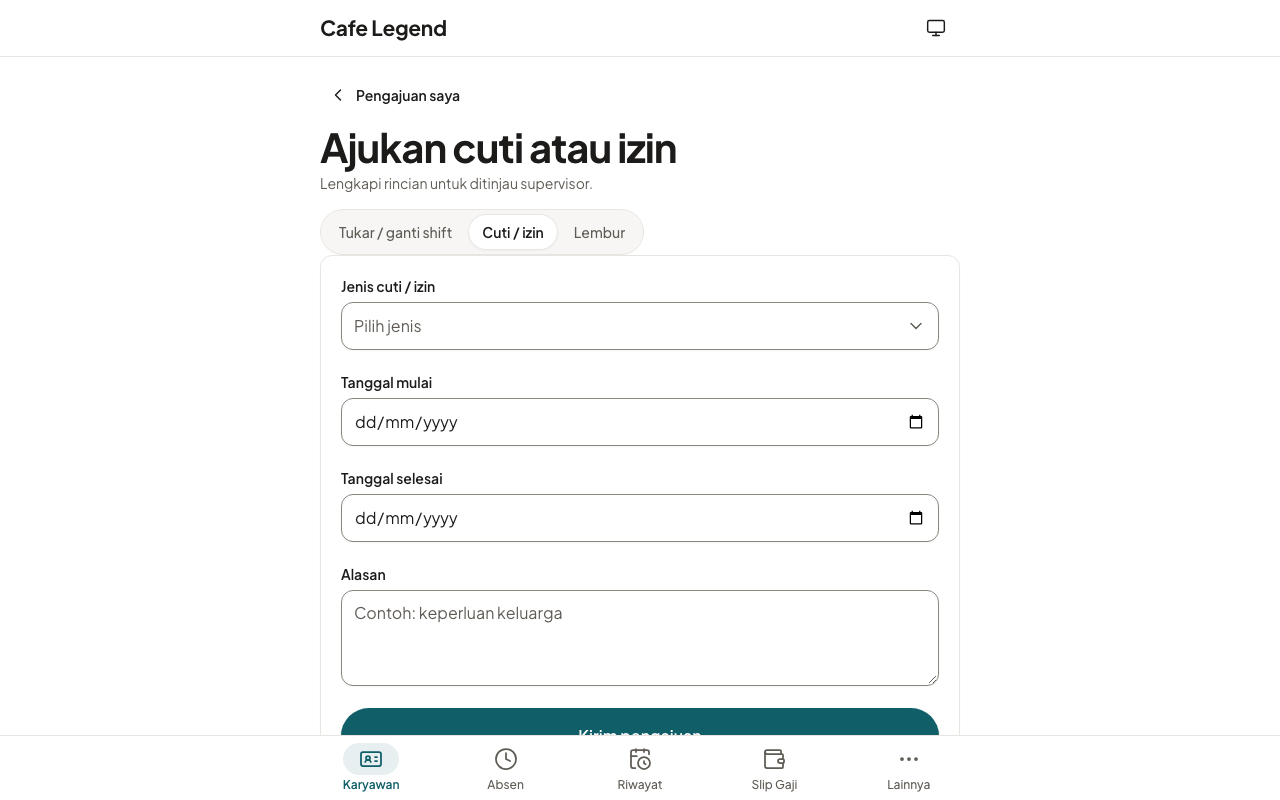 Cafe Legend
Pengajuan saya
Ajukan cuti atau izin
Lengkapi rincian untuk ditinjau supervisor.
Tukar / ganti shift
Cuti / izin
Lembur
Jenis cuti / izin
Pilih jenis
Tanggal mulai
dd/mm/yyyy
Tanggal selesai
dd/mm/yyyy
Alasan
Contoh: keperluan keluarga
Kirim pengajuan
Karyawan
Absen
Riwayat
Slip Gaji
Lainnya